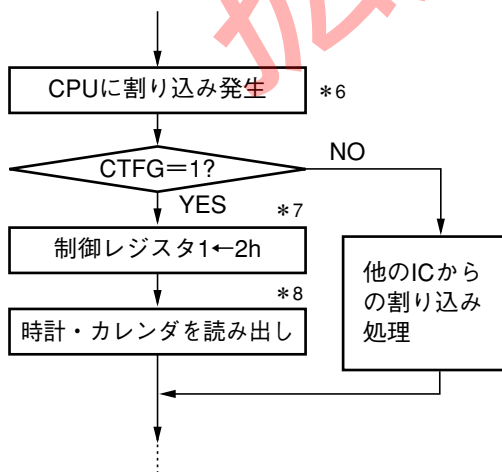 CPUに割り込み発生
*6
CTFG=1?
NO
YES
*7
制御レジスタ1←2h
*8
時計・カレンダを読み出し
他のICから
の割り込み
処理